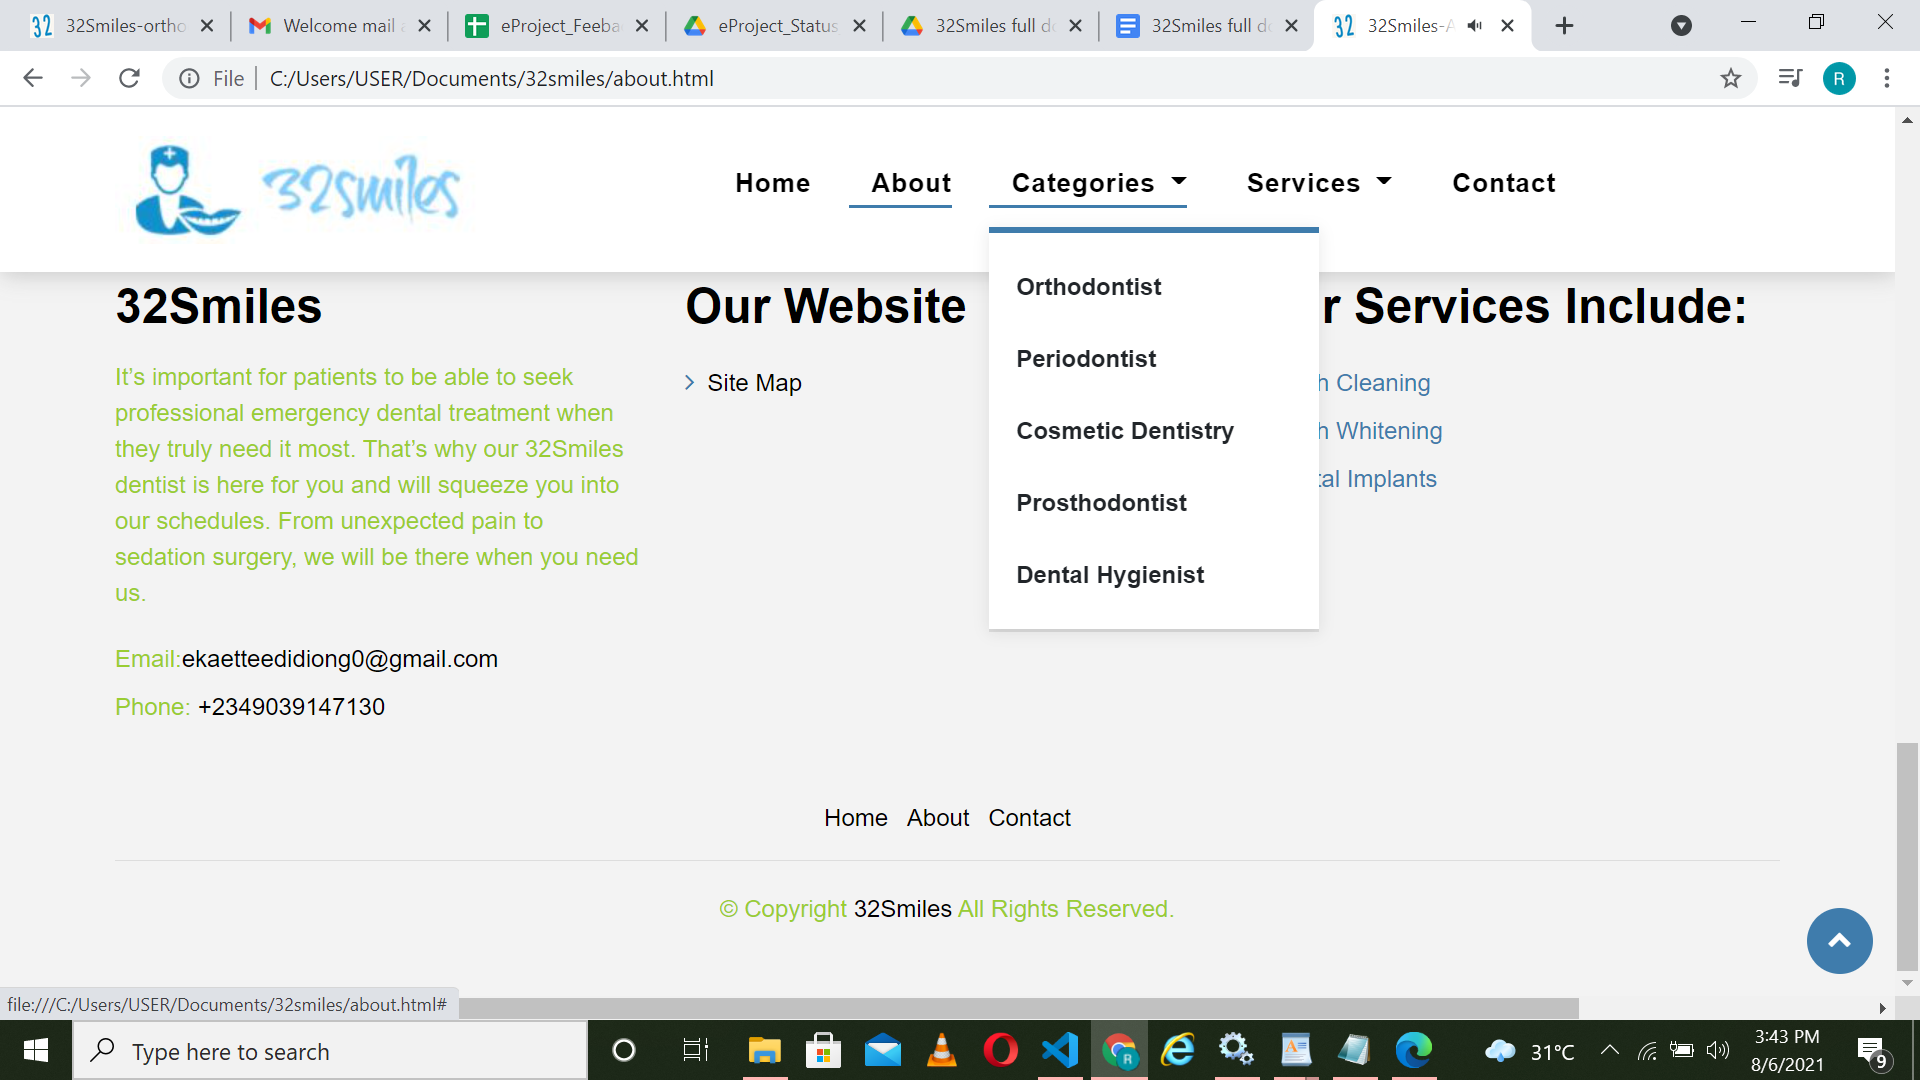 32Smiles-ortho
Welcome mail a
eProject_Feeba
eProject_Status
32Smiles full do
32Smiles full do
32Smiles-A
File
C:/Users/USER/Documents/32smiles/about.html
R
32smiles
Home
About
Categories
Services
Contact
Orthodontist
Periodontist
Cosmetic Dentistry
Prosthodontist
Dental Hygienist
32Smiles
It’s important for patients to be able to seek
professional emergency dental treatment when
they truly need it most. That’s why our 32Smiles
dentist is here for you and will squeeze you into
our schedules. From unexpected pain to
sedation surgery, we will be there when you need
us.
Email:ekaetteedidiong0@gmail.com
Phone: +2349039147130
Our Website
Site Map
r Services Include:
h Cleaning
h Whitening
tal Implants
Home About Contact
© Copyright 32Smiles All Rights Reserved.
file:///C:/Users/USER/Documents/32smiles/about.html#
Type here to search
R
31°C
3:43 PM
8/6/2021
9